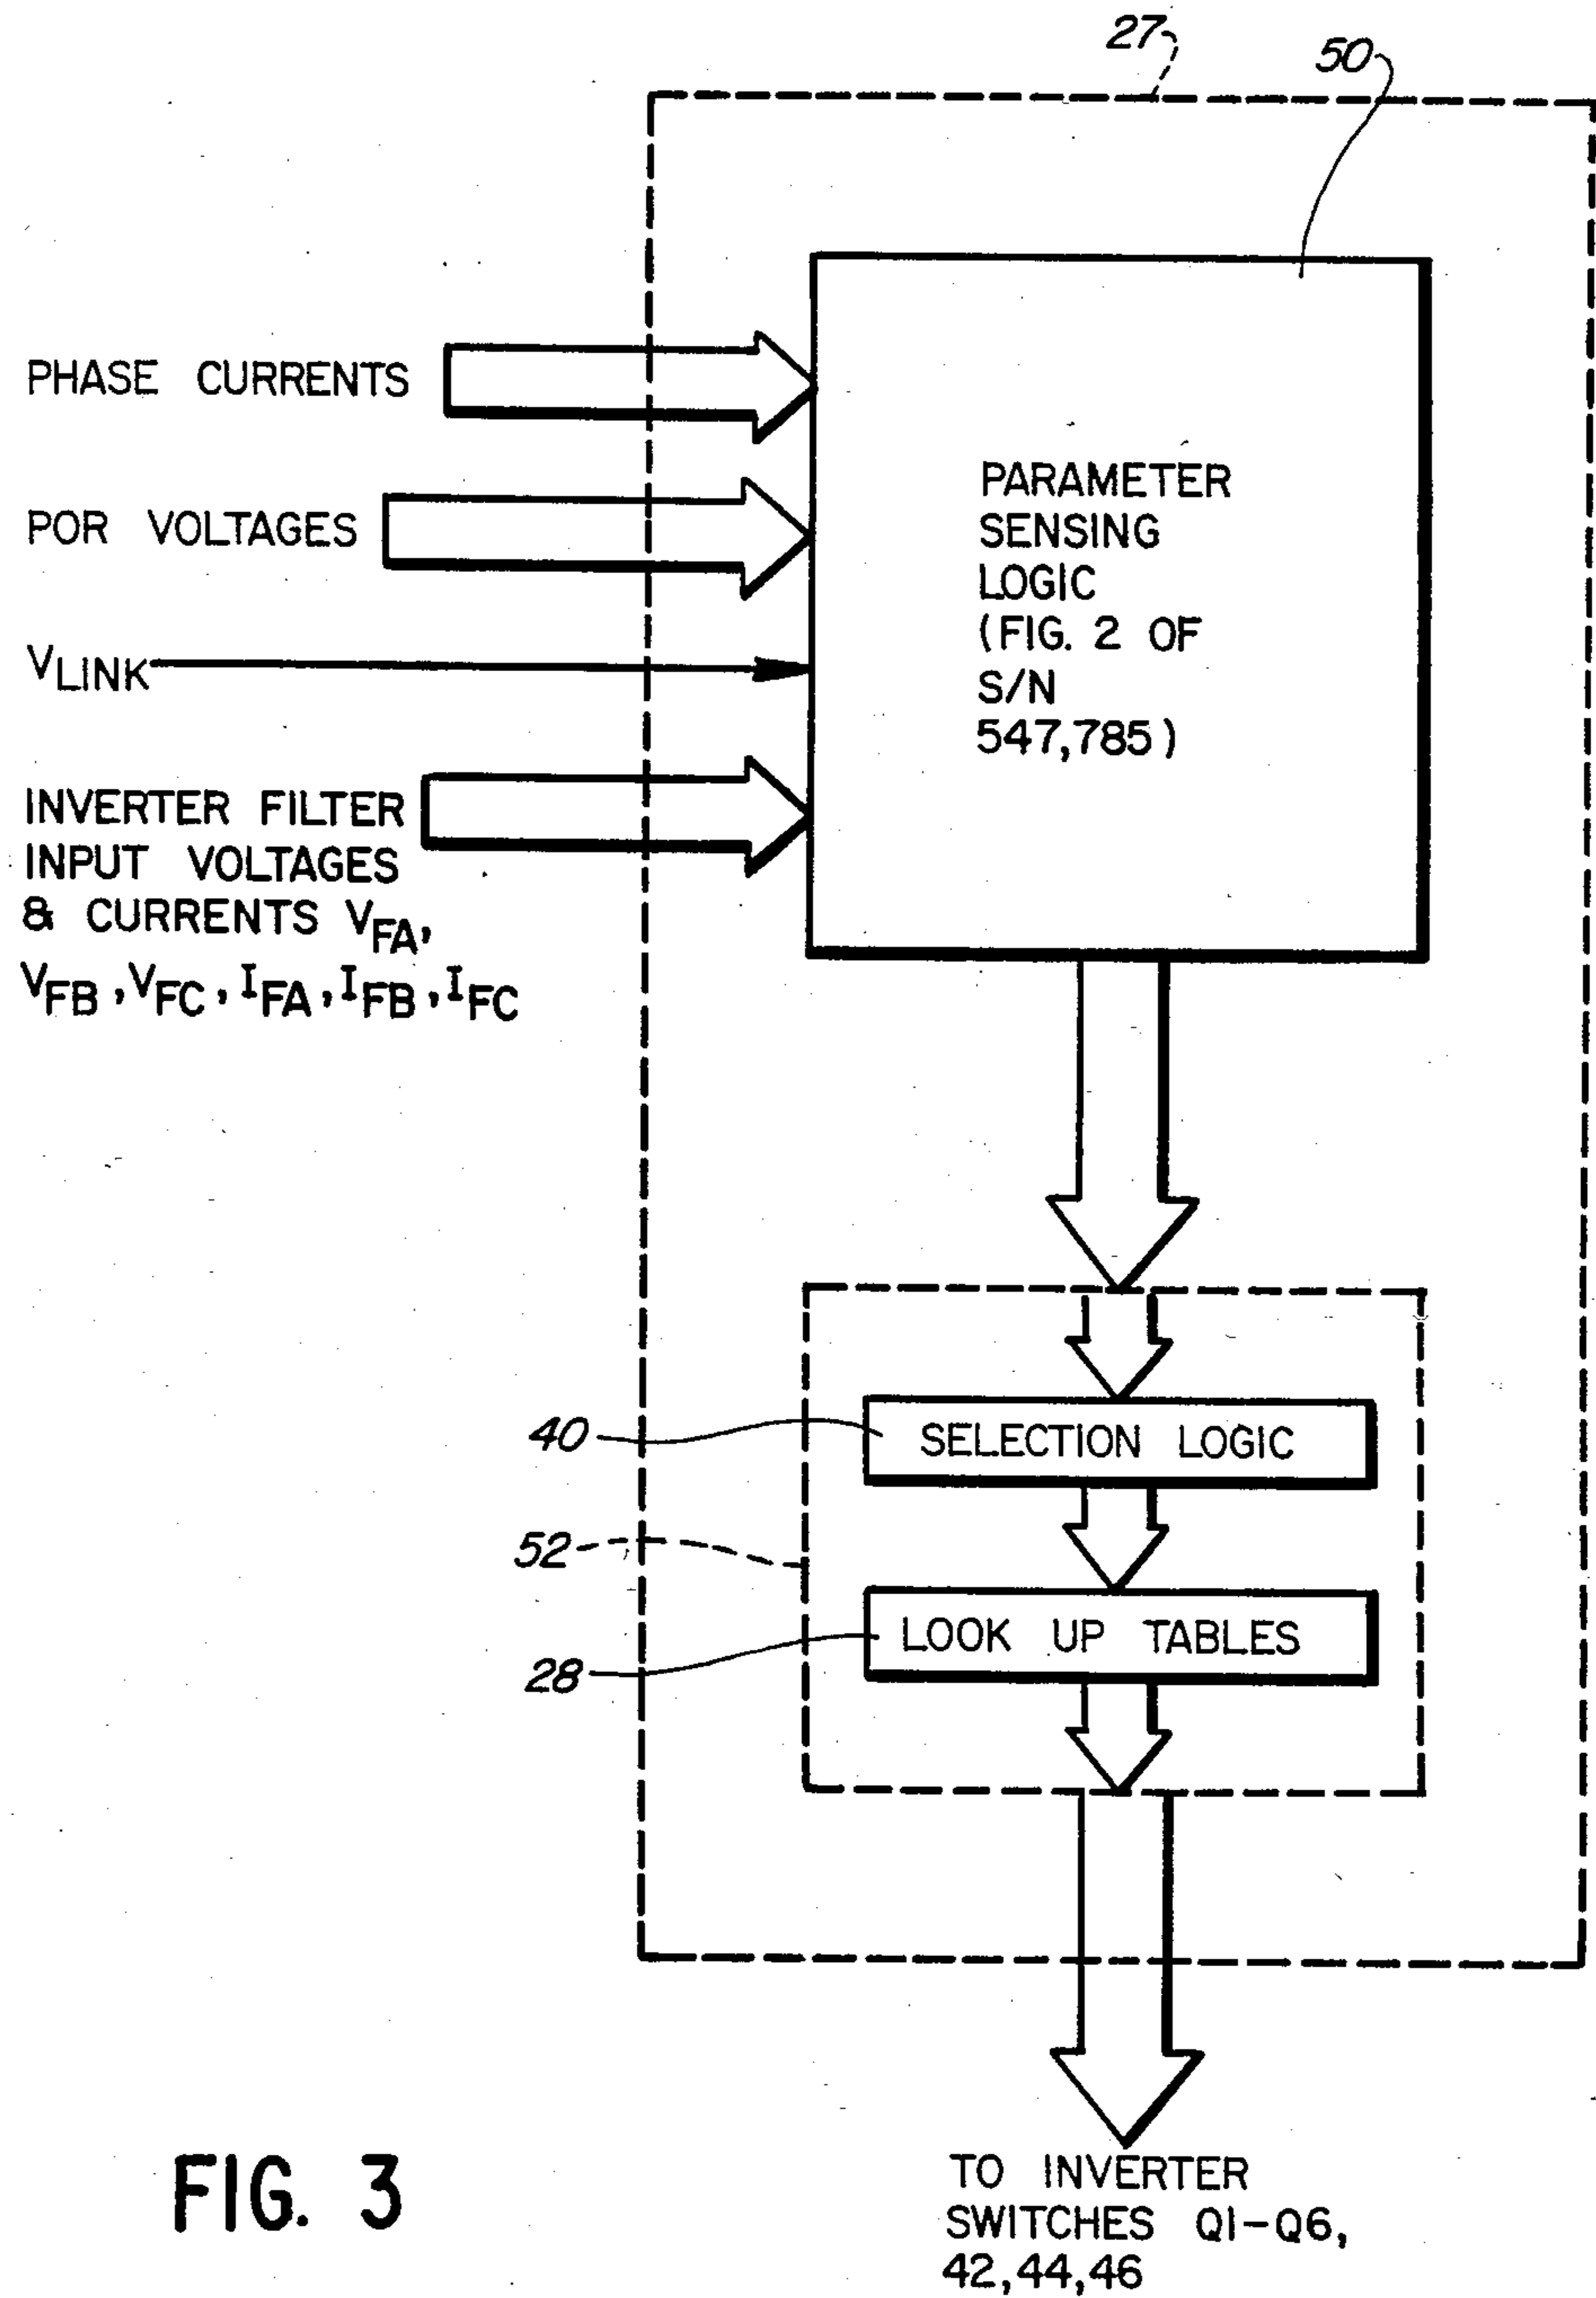 27
50
PHASE CURRENTS
POR VOLTAGES
VLINK
INVERTER FILTER
INPUT VOLTAGES
& CURRENTS VFA,
VFB, VFC, IFA, IFB, IFC
PARAMETER
SENSING
LOGIC
(FIG. 2 OF
S/N
547,785)
40
SELECTION LOGIC
52
LOOK UP TABLES
28
TO INVERTER
SWITCHES Q1-Q6,
42,44,46
FIG. 3